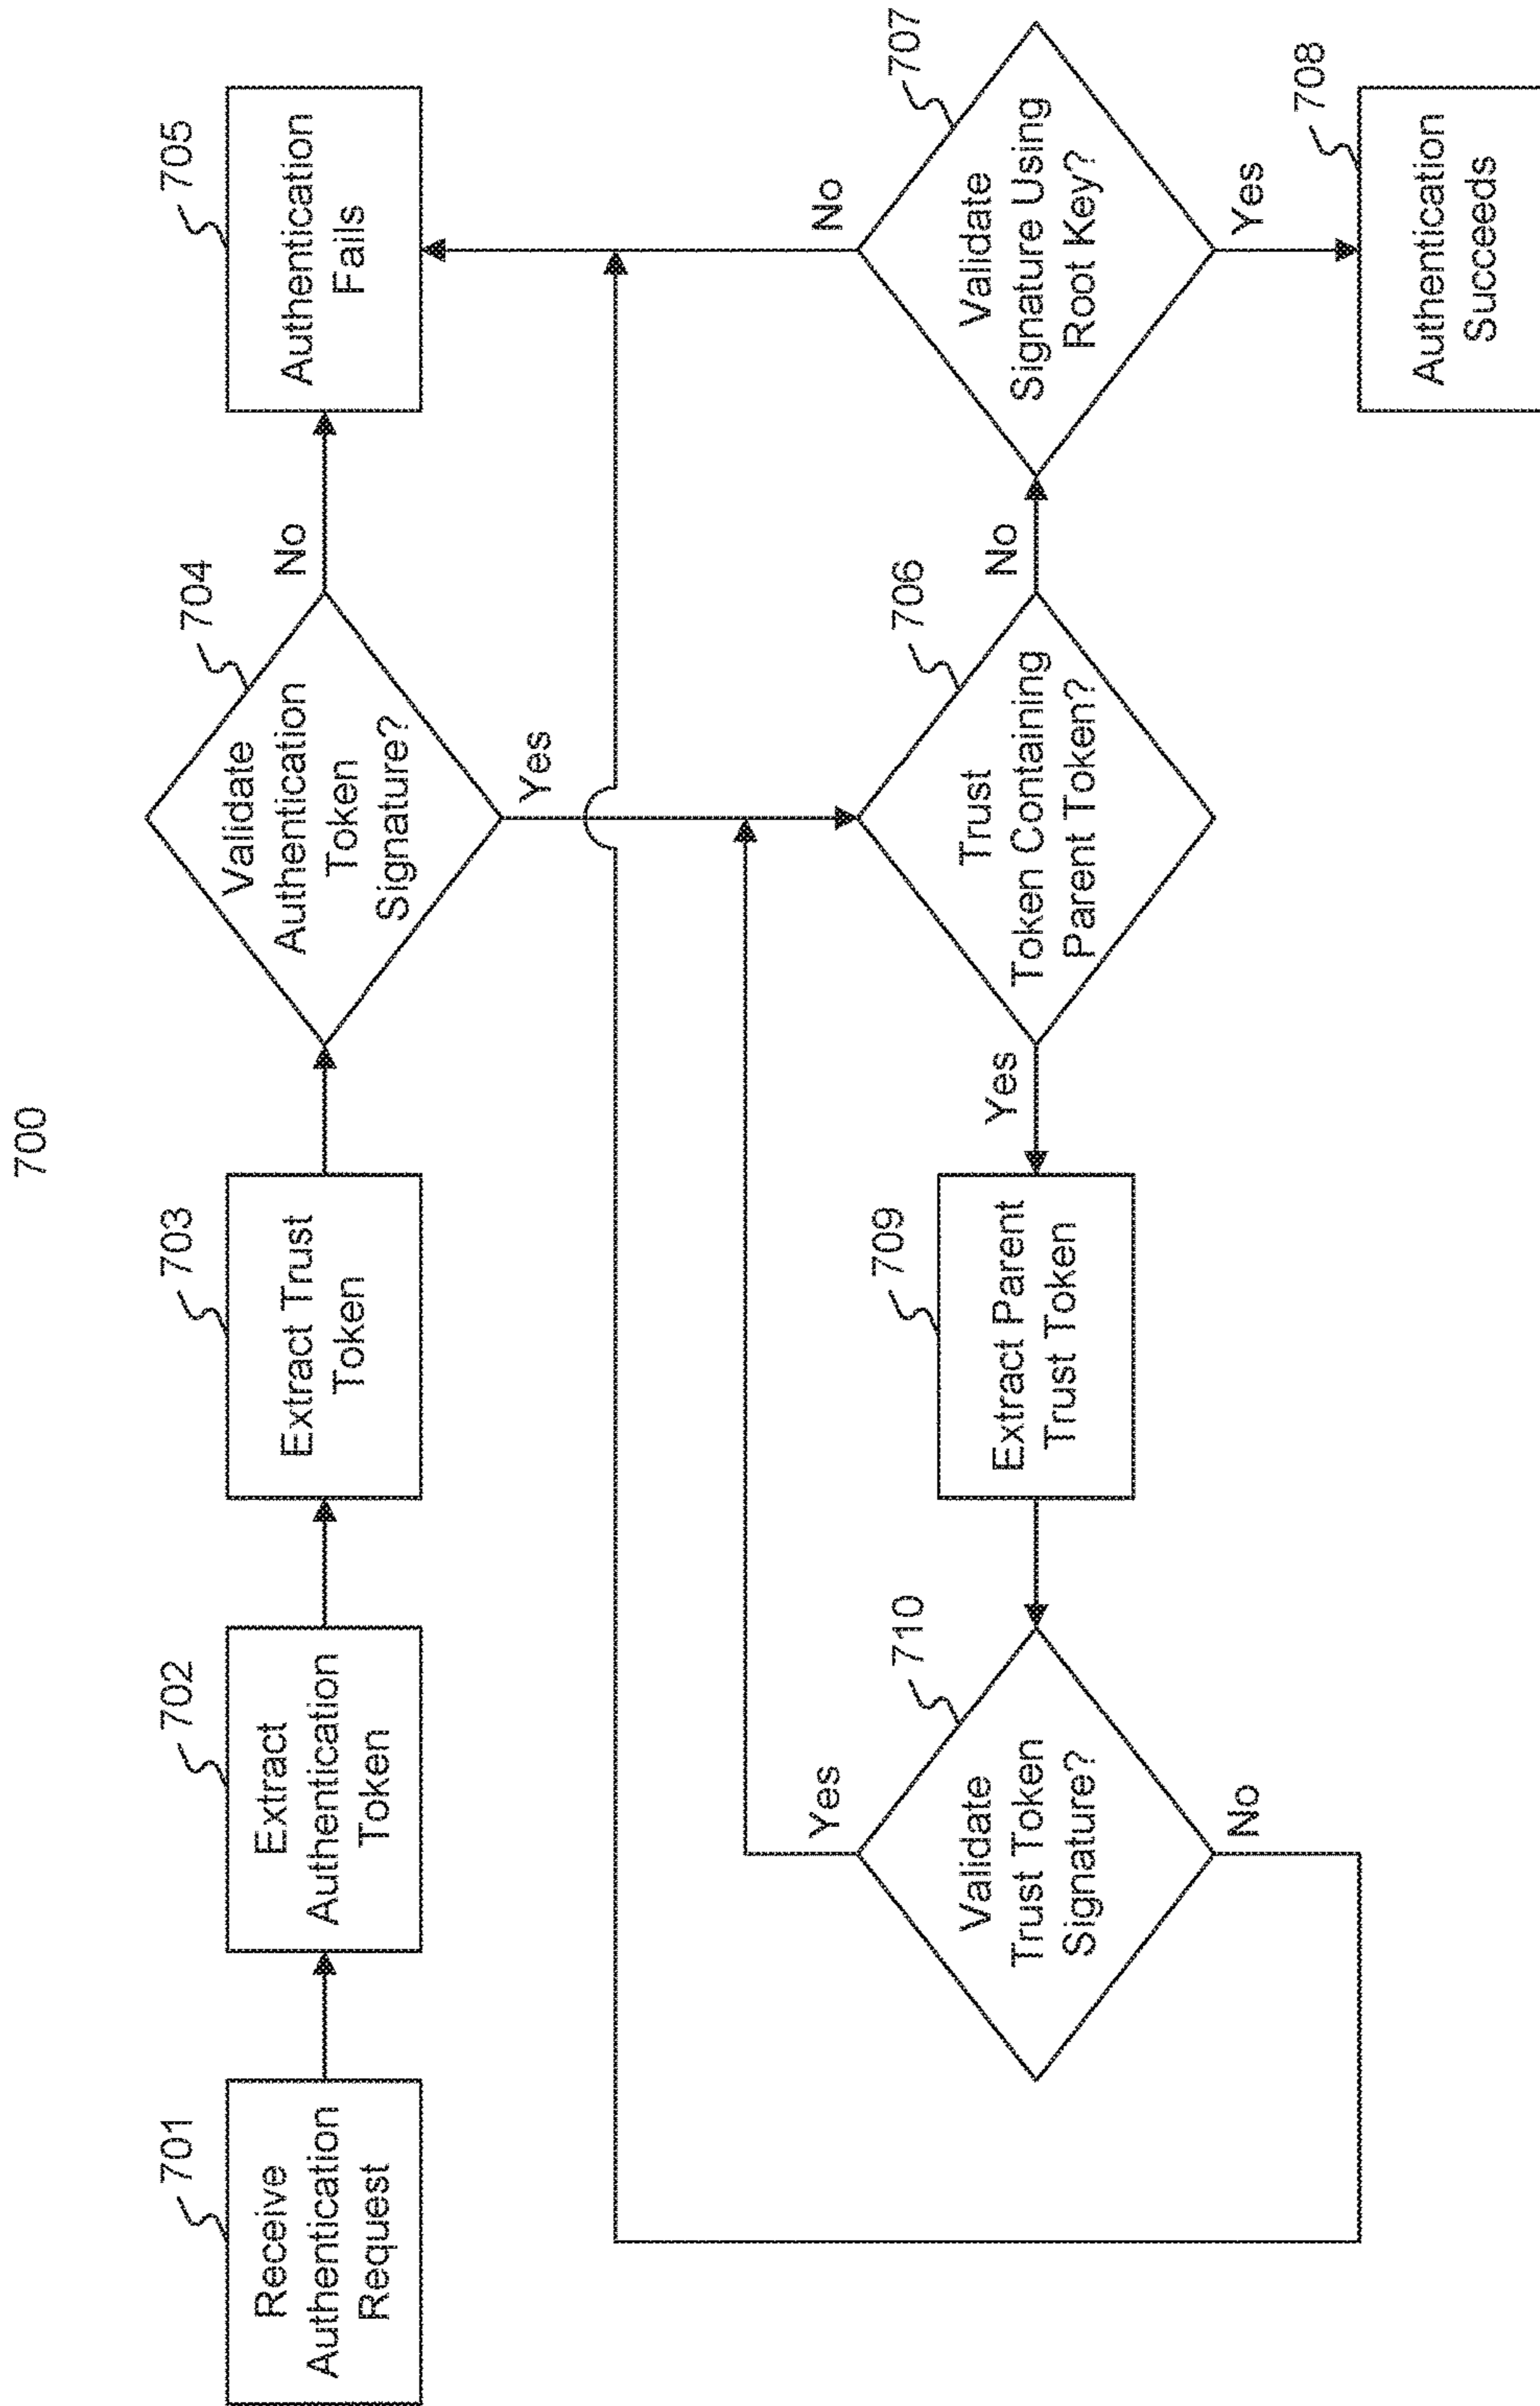 700
701
Receive
Authentication
Request
702
Extract
Authentication
Token
703
Extract Trust
Token
704
Validate
Authentication
Token
Signature?
No
Yes
705
Authentication
Fails
710
Validate
Trust Token
Signature?
Yes
No
709
Extract Parent
Trust Token
Yes
706
Trust
Token Containing
Parent Token?
No
707
Validate
Signature Using
Root Key?
No
Yes
708
Authentication
Succeeds